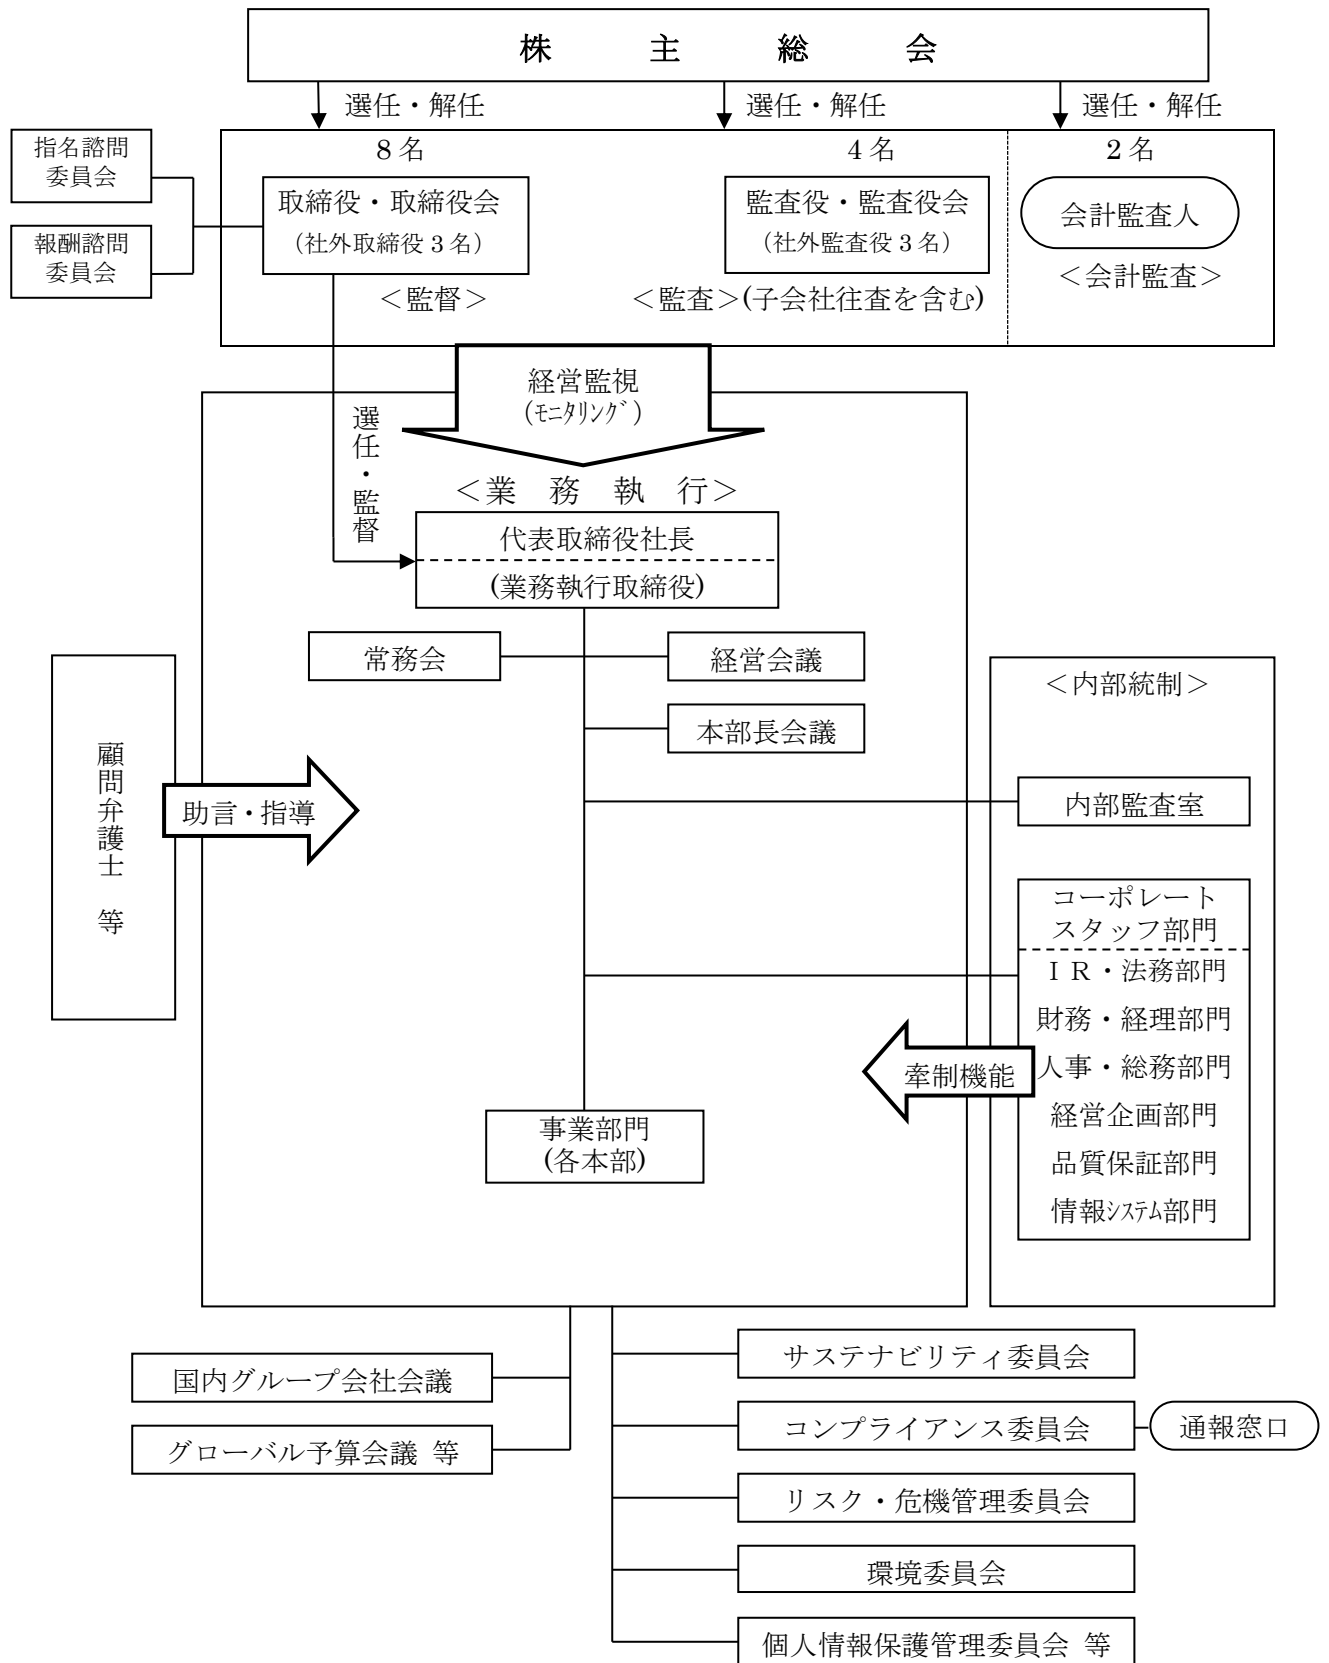 株　主　総　会
選任・解任
選任・解任
選任・解任
指名諮問
委員会
報酬諮問
委員会
8名
取締役・取締役会
(社外取締役3名)
＜監督＞
4名
監査役・監査役会
(社外監査役3名)
＜監査＞(子会社往査を含む)
2名
会計監査人
＜会計監査＞
経営監視
(ﾓﾆﾀﾘﾝｸﾞ)
選任・監督
＜業　務　執　行＞
代表取締役社長
(業務執行取締役)
常務会
経営会議
本部長会議
顧問弁護士　等
助言・指導
＜内部統制＞
内部監査室
コーポレート
スタッフ部門
ＩＲ・法務部門
財務・経理部門
人事・総務部門
経営企画部門
品質保証部門
情報ｼｽﾃﾑ部門
牽制機能
事業部門
(各本部)
国内グループ会社会議
グローバル予算会議 等
サステナビリティ委員会
コンプライアンス委員会
通報窓口
リスク・危機管理委員会
環境委員会
個人情報保護管理委員会 等